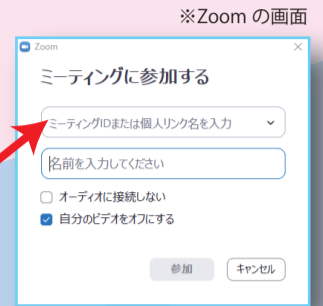 ※Zoom の画面
Zoom
ミーティングに参加する
ミーティングIDまたは個人リンク名を入力
名前を入力してください
オーディオに接続しない
自分のビデオをオフにする
参加
キャンセル